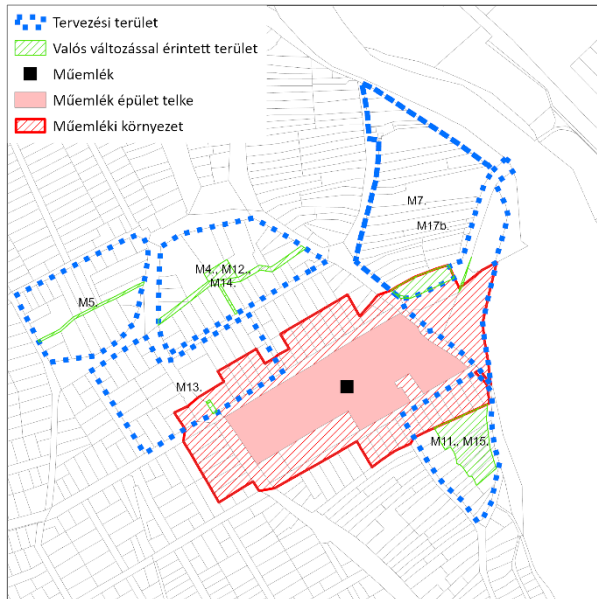 Tervezési terület
Valós változással érintett terület
Műemlék
Műemlék épület telke
Műemléki környezet
M7.
M17b.
M4., M12.,
M14.
M5.
M13.
M11., M15.